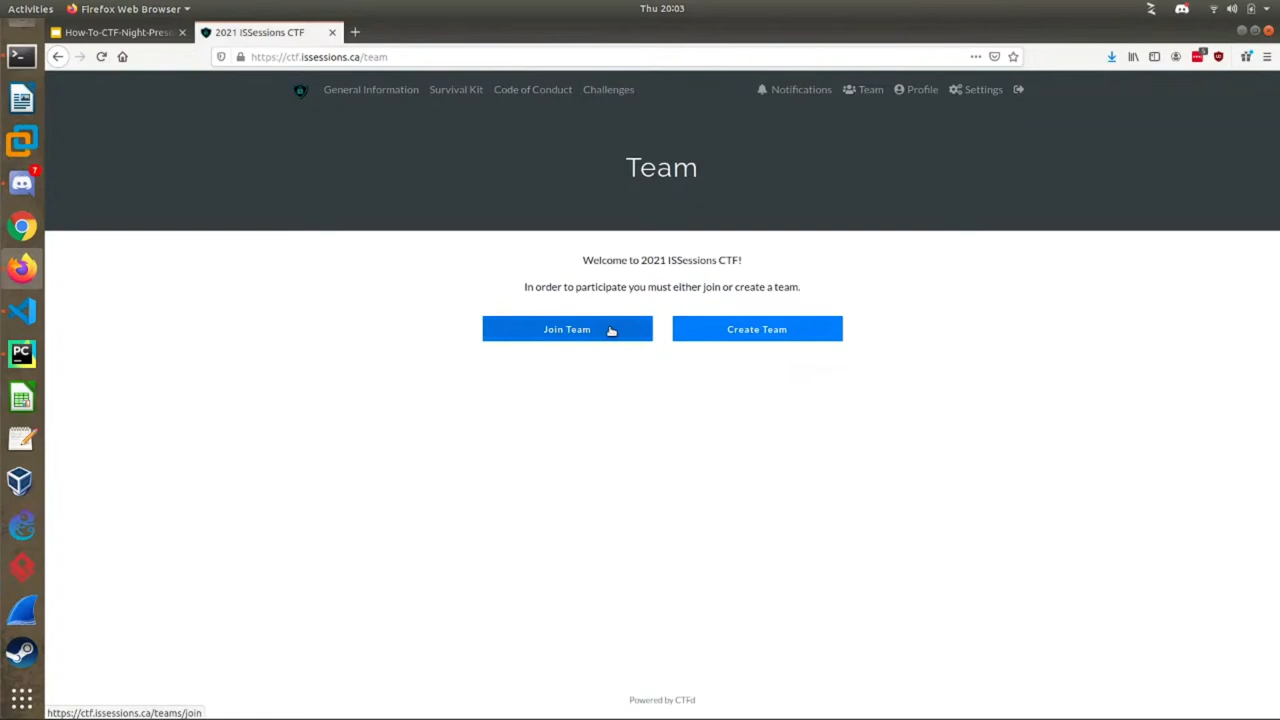 Activities
Firefox Web Browser
Thu 20:03
How-To-CTF-Night-Prese
2021 ISSessions CTF
https://ctf.issessions.ca/team
General Information
Survival Kit
Code of Conduct
Challenges
Notifications
Team
Profile
Settings
Team
Welcome to 2021 ISSessions CTF!
In order to participate you must either join or create a team.
Join Team
Create Team
7
PC
Powered by CTFd
https://ctf.issessions.ca/teams/join